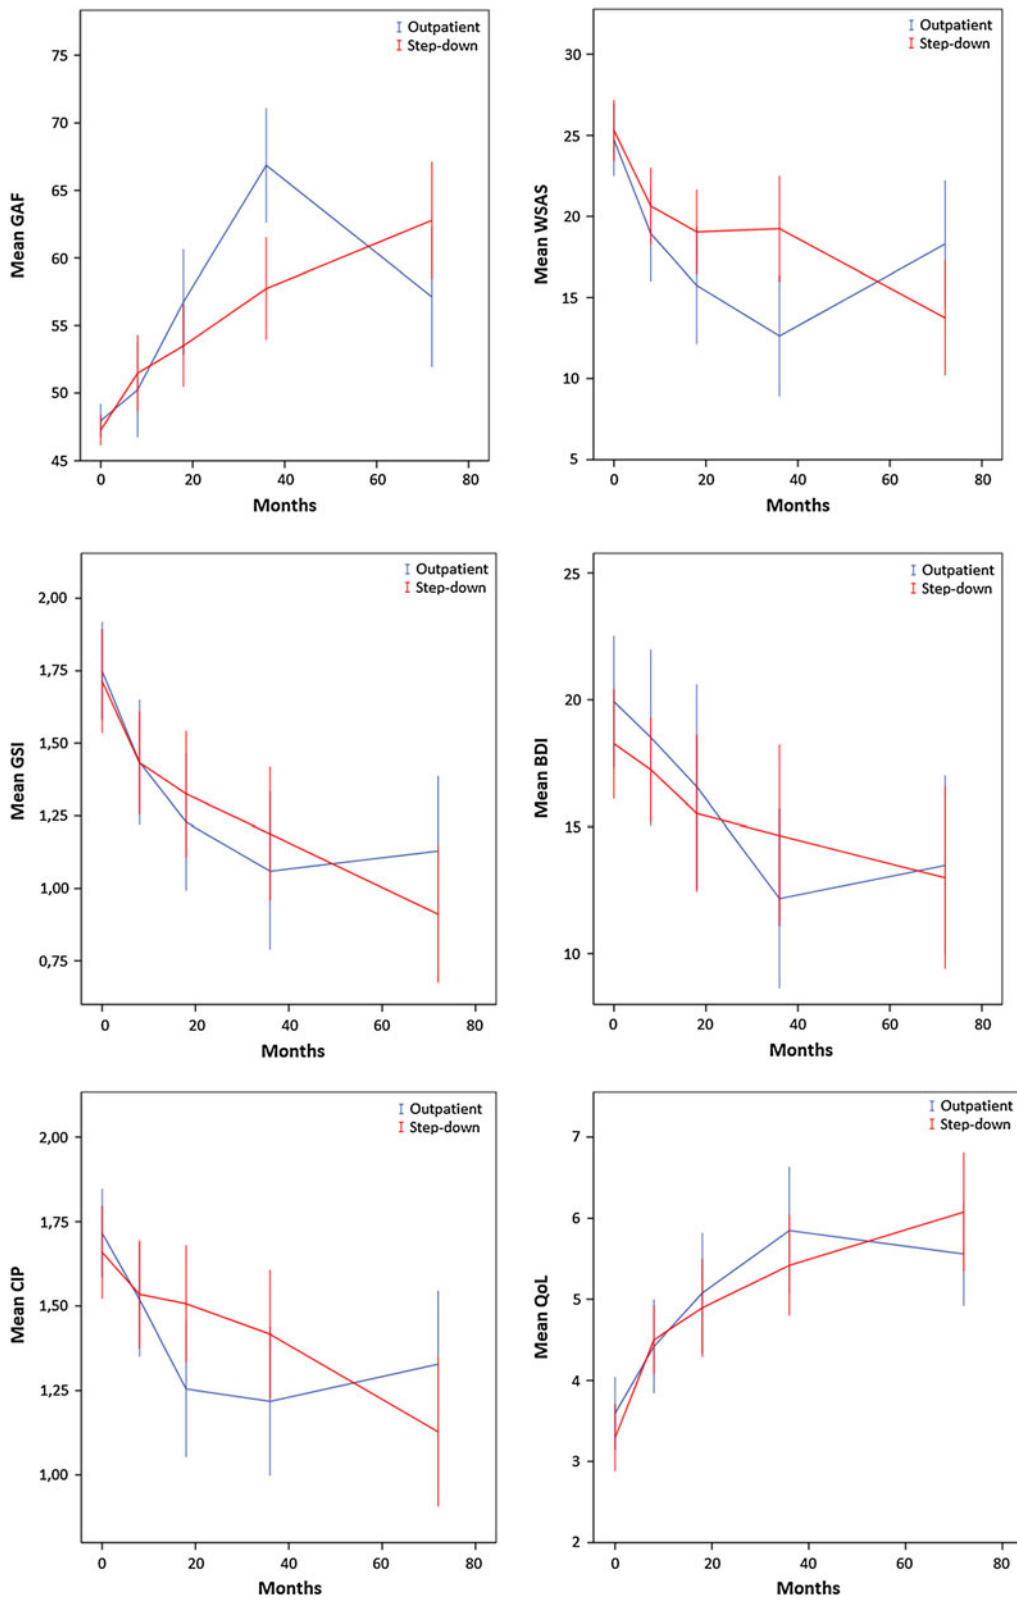 Outpatient
Step-down
75
70
65
60
55
50
45
Mean GAF
0 20 40 60 80
Months
Outpatient
Step-down
30
25
20
15
10
5
Mean WSAS
0 20 40 60 80
Months
Outpatient
Step-down
2,00
1,75
1,50
1,25
1,00
0,75
Mean GSI
0 20 40 60 80
Months
Outpatient
Step-down
25
20
15
10
Mean BDI
0 20 40 60 80
Months
Outpatient
Step-down
2,00
1,75
1,50
1,25
1,00
Mean CIP
0 20 40 60 80
Months
Outpatient
Step-down
7
6
5
4
3
2
Mean QoL
0 20 40 60 80
Months